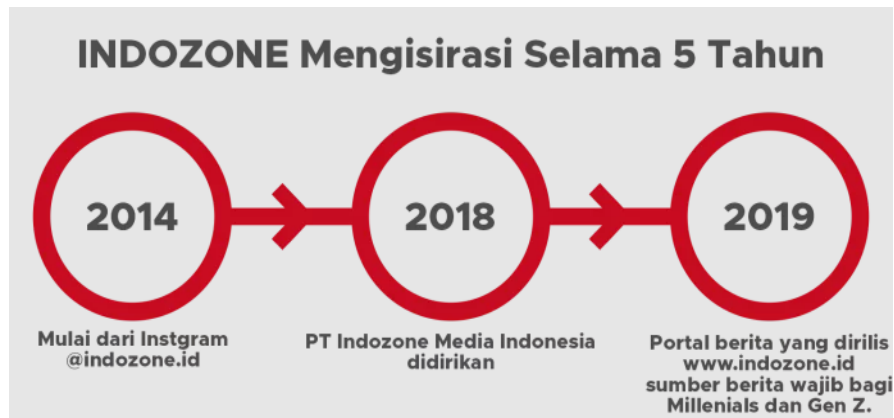 INDOZONE Mengisirasi Selama 5 Tahun
2014
2018
2019
Mulai dari Instgram
@indozone.id
PT Indozone Media Indonesia
didirikan
Portal berita yang dirilis
www.indozone.id
sumber berita wajib bagi
Millenials dan Gen Z.